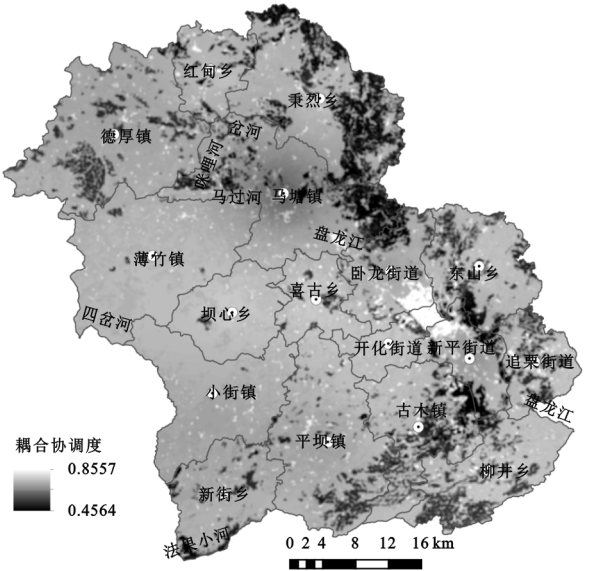 红甸乡
秉烈乡
德厚镇
岔河
咪哩河
马过河
马塘镇
盘龙江
薄竹镇
卧龙街道
东山乡
喜古乡
坝心乡
四岔河
开化街道
新平街道
追栗街道
小街镇
古木镇
盘龙江
平坝镇
耦合协调度
0.8557
0.4564
柳井乡
新街乡
法果小河
0 2 4 8 12 16 km